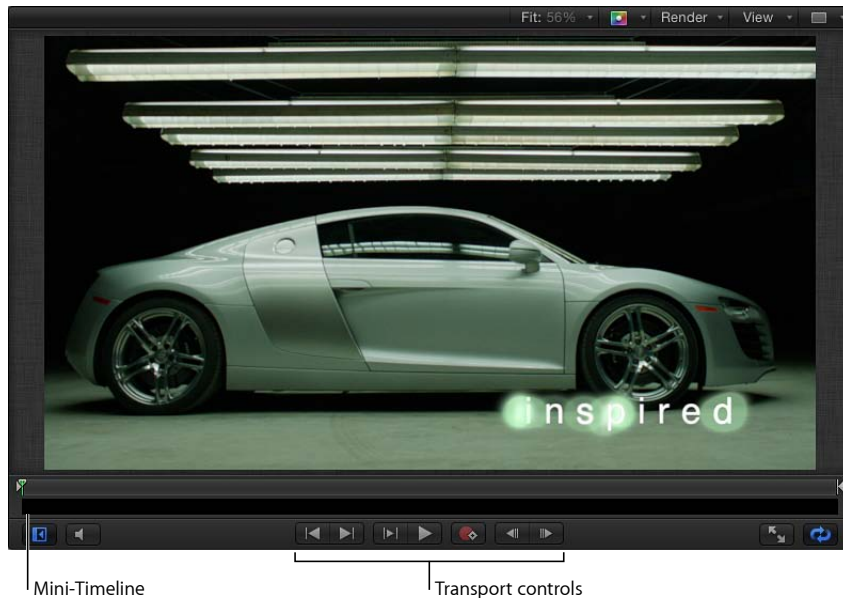 Fit: 56% Render View
inspired
Mini-Timeline Transport controls